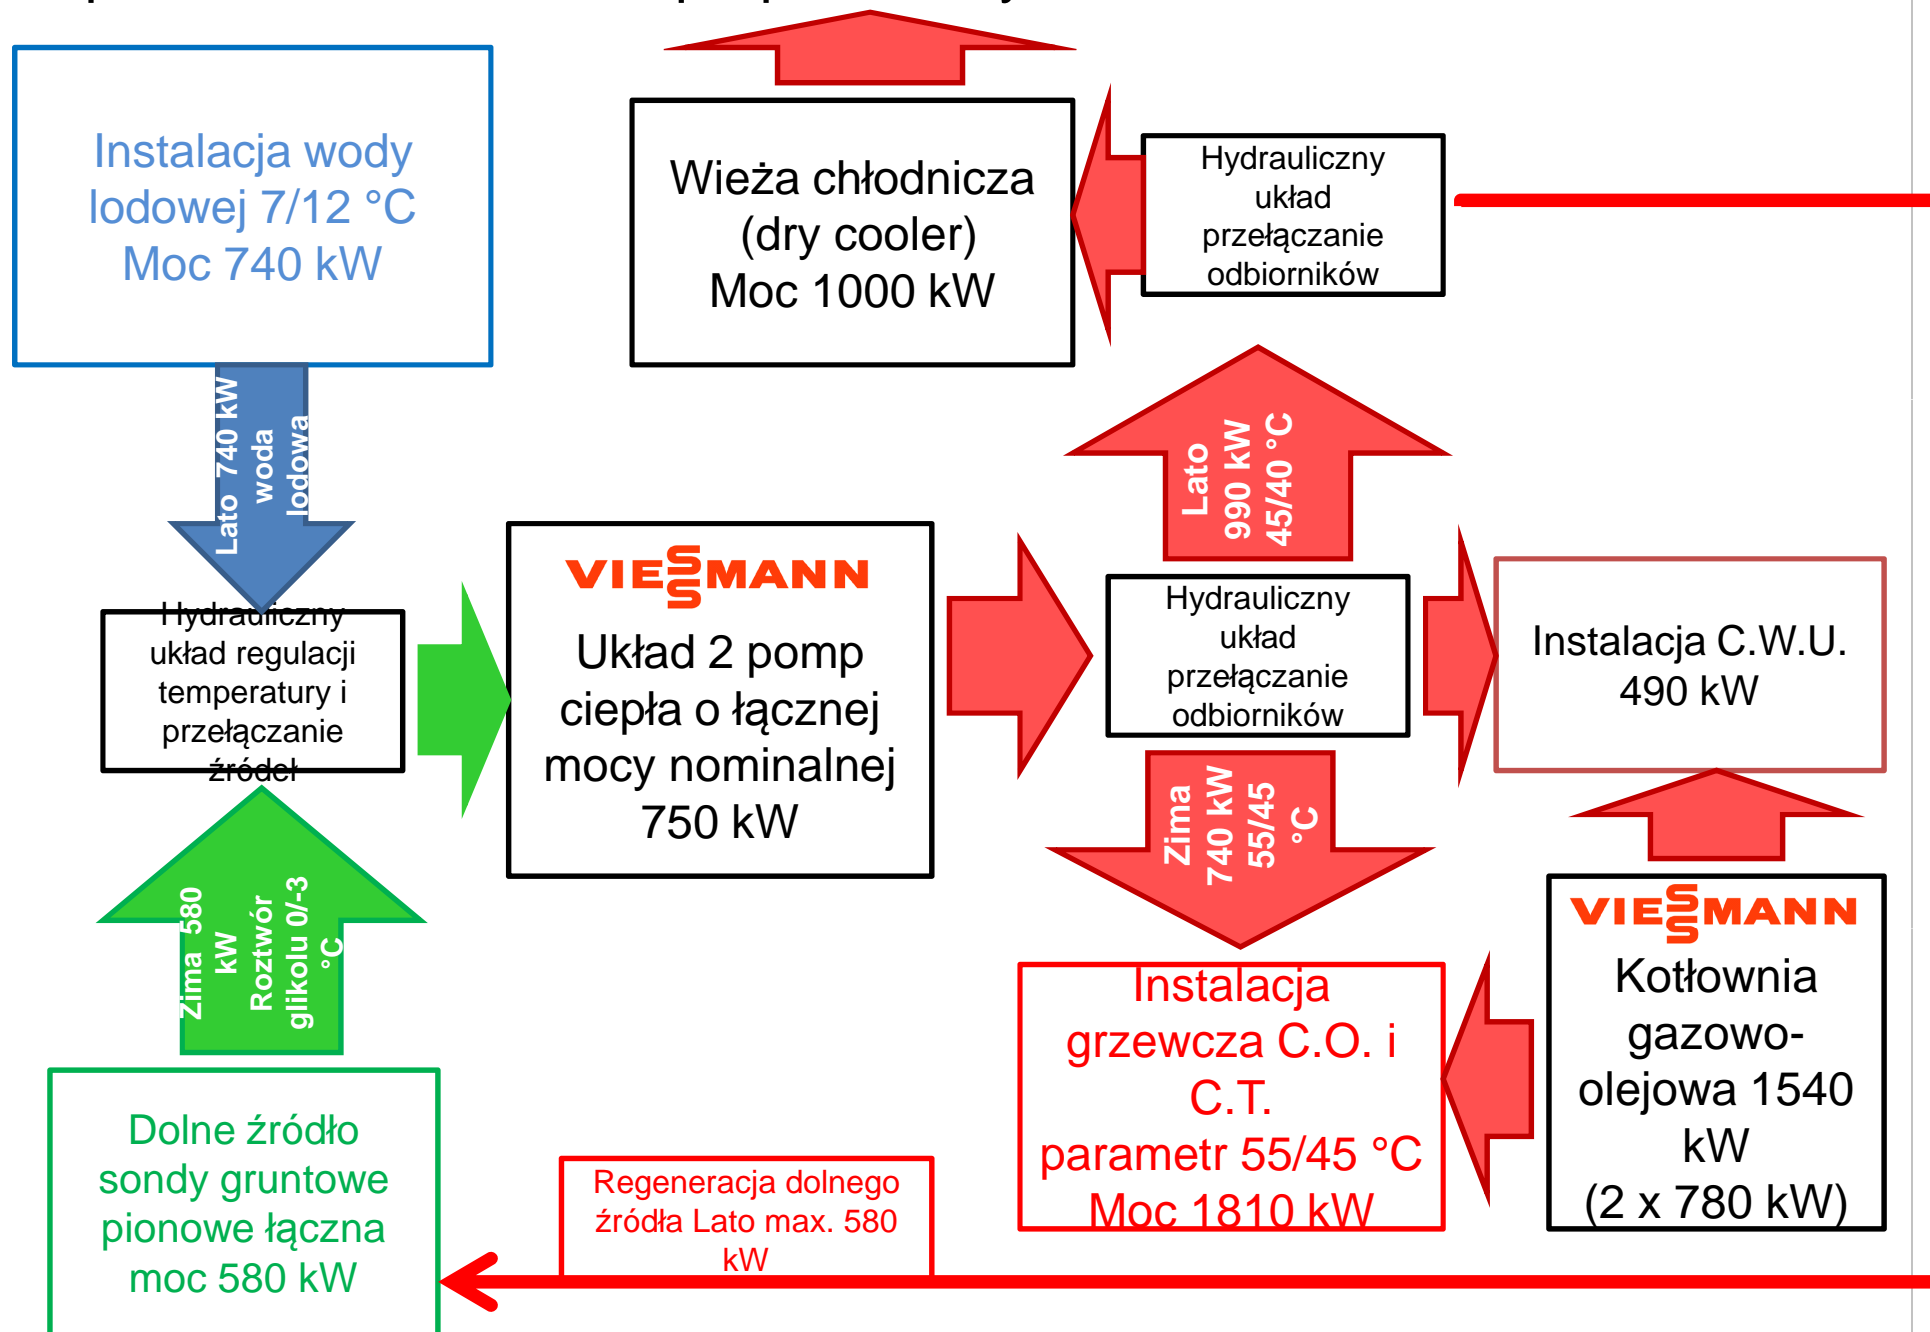 Instalacja wody
lodowej 7/12 °C
Moc 740 kW
Wieża chłodnicza
(dry cooler)
Moc 1000 kW
Hydrauliczny
układ
przełączanie
odbiorników
Lato 740 kW
woda
lodowa
Lato
990 kW
45/40 °C
Hydrauliczny
układ regulacji
temperatury i
przełączanie
źródeł
VIESSMANN
Układ 2 pomp
ciepła o łącznej
mocy nominalnej
750 kW
Hydrauliczny
układ
przełączanie
odbiorników
Instalacja C.W.U.
490 kW
Zima
740 kW
55/45
°C
Zima 580
kW
Roztwór
glikolu 0/-3
°C
VIESSMANN
Kotłownia
gazowo-
olejowa 1540
kW
(2 x 780 kW)
Instalacja
grzewcza C.O. i
C.T.
parametr 55/45 °C
Moc 1810 kW
Dolne źródło
sondy gruntowe
pionowe łączna
moc 580 kW
Regeneracja dolnego
źródła Lato max. 580
kW